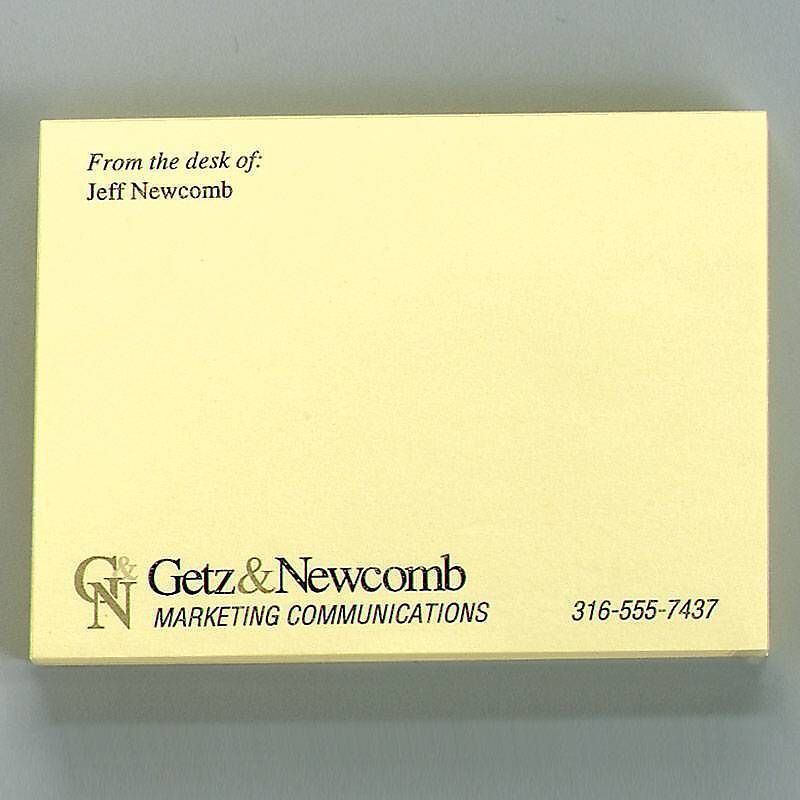 From the desk of:
Jeff Newcomb
G&N Getz&Newcomb
MARKETING COMMUNICATIONS 316-555-7437